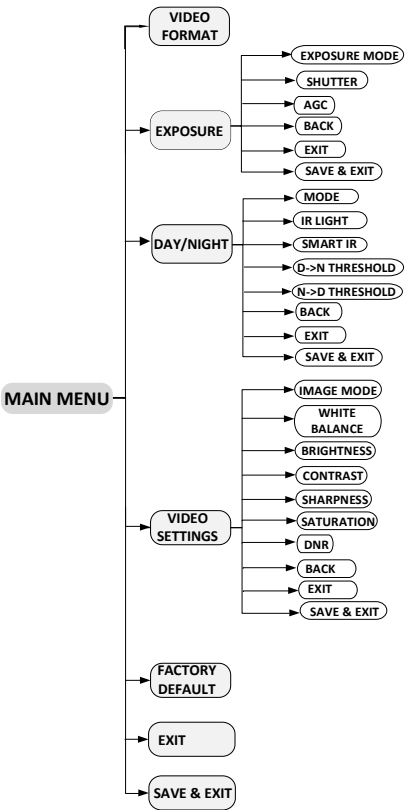 VIDEO
FORMAT
EXPOSURE MODE
SHUTTER
AGC
EXPOSURE
BACK
EXIT
SAVE & EXIT
MODE
IR LIGHT
DAY/NIGHT
SMART IR
D->N THRESHOLD
N->D THRESHOLD
BACK
EXIT
SAVE & EXIT
MAIN MENU
IMAGE MODE
WHITE
BALANCE
BRIGHTNESS
CONTRAST
SHARPNESS
VIDEO
SETTINGS
SATURATION
DNR
BACK
EXIT
SAVE & EXIT
FACTORY
DEFAULT
EXIT
SAVE & EXIT